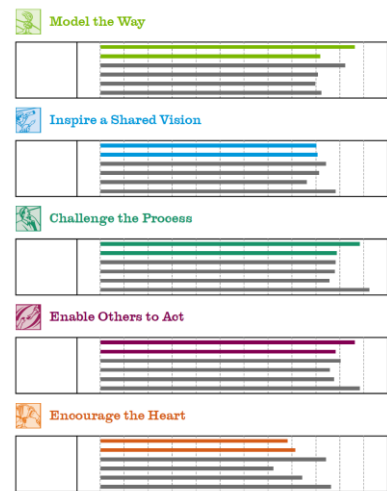 Model the Way
Inspire a Shared Vision
Challenge the Process
Enable Others to Act
Encourage the Heart